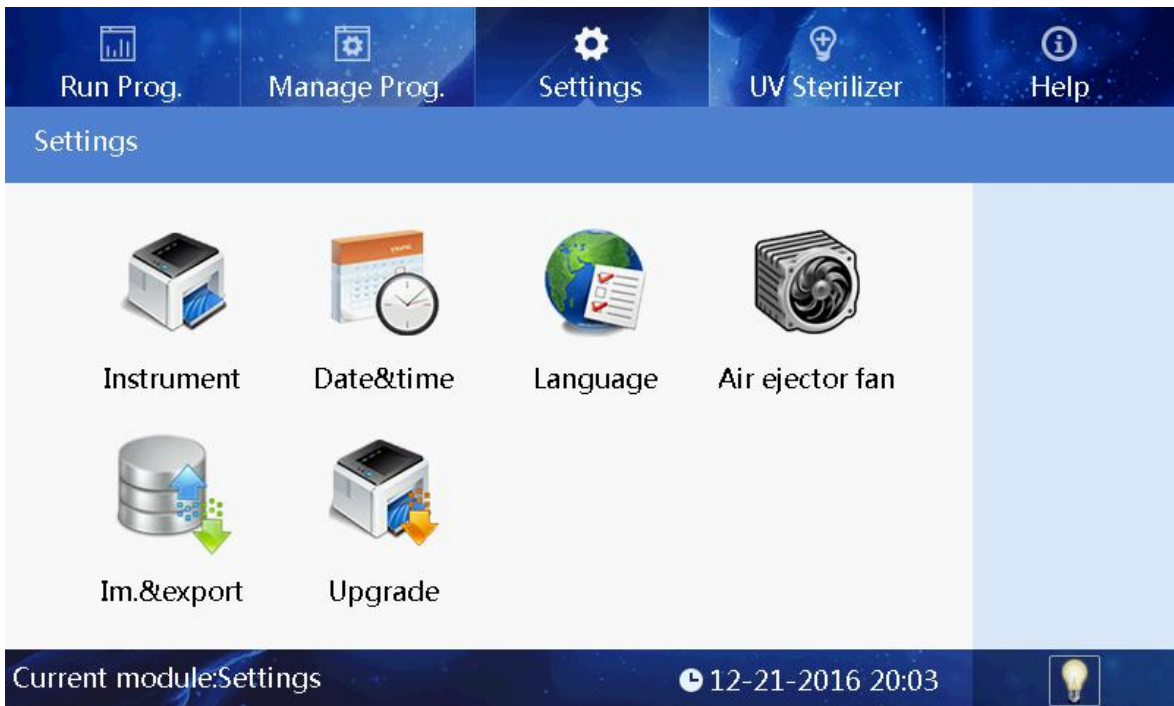 Run Prog.
Manage Prog.
Settings
UV Sterilizer
Help
Settings
Instrument
Date&time
Language
Air ejector fan
Im.&export
Upgrade
Current module:Settings
12-21-2016 20:03